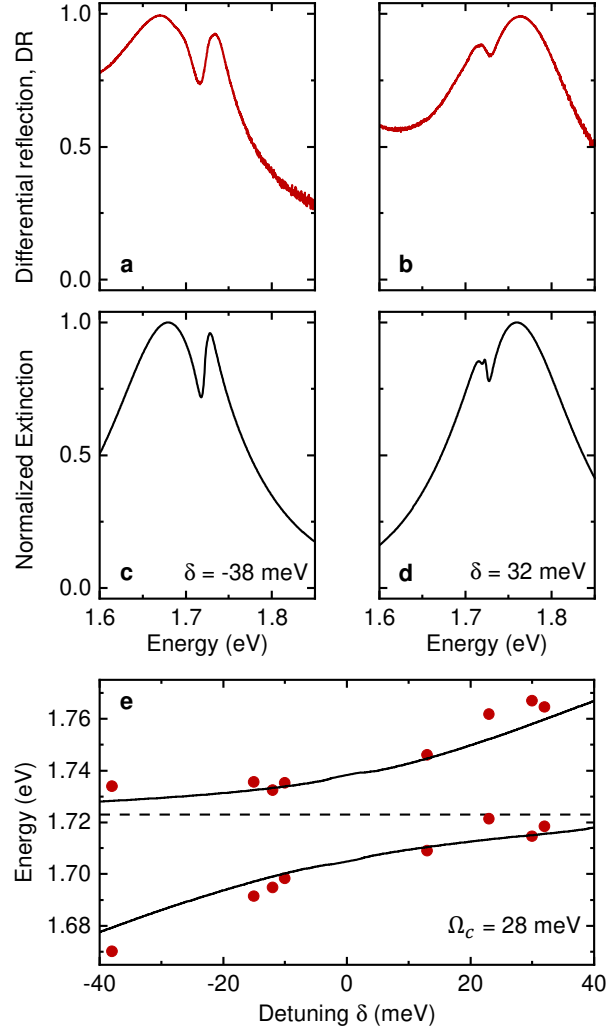 Differential reflection, DR
1.0
0.5
0.0
a
b
Normalized Extinction
1.0
0.5
0.0
c
δ = -38 meV
d
δ = 32 meV
1.6 1.7 1.8
1.6 1.7 1.8
Energy (eV)
Energy (eV)
e
Energy (eV)
1.76
1.74
1.72
1.70
1.68
Ω_c = 28 meV
-40 -20 0 20 40
Detuning δ (meV)